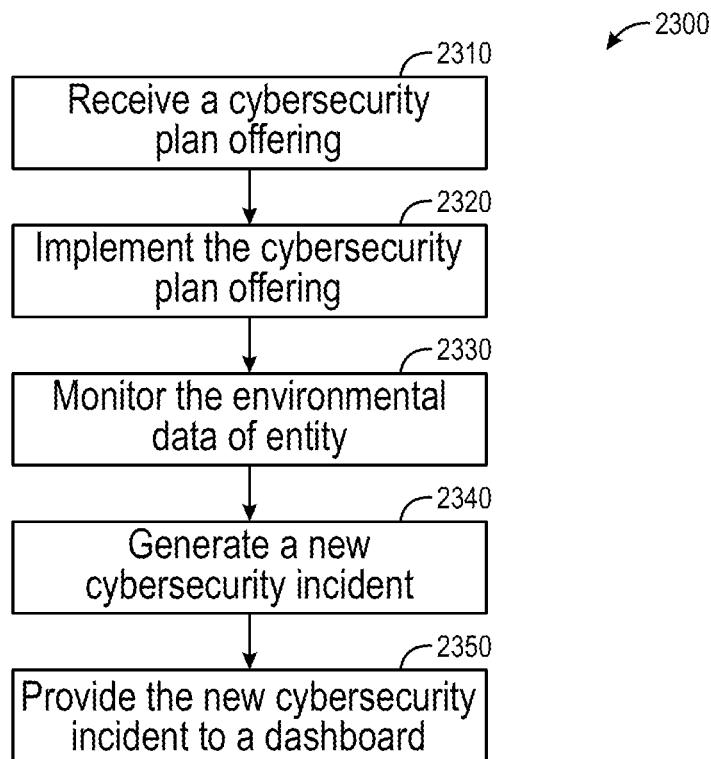 2300
2310
Receive a cybersecurity
plan offering
2320
Implement the cybersecurity
plan offering
2330
Monitor the environmental
data of entity
2340
Generate a new
cybersecurity incident
2350
Provide the new cybersecurity
incident to a dashboard